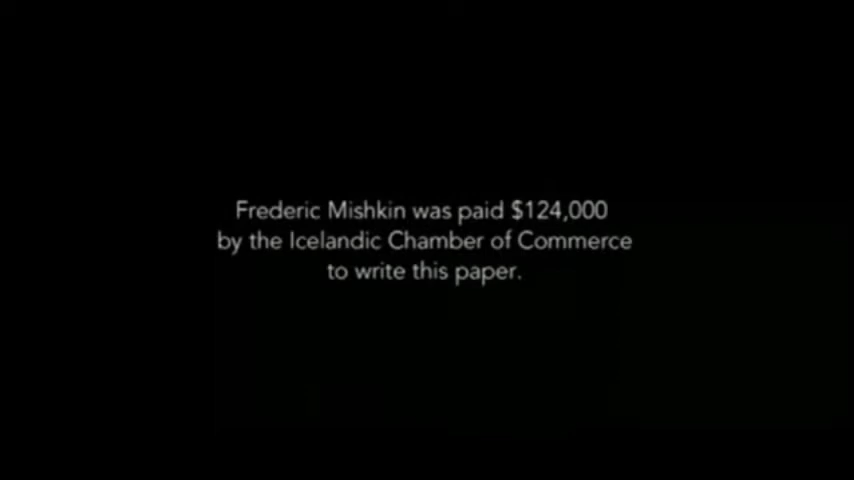 Frederic Mishkin was paid $124,000
by the Icelandic Chamber of Commerce
to write this paper.